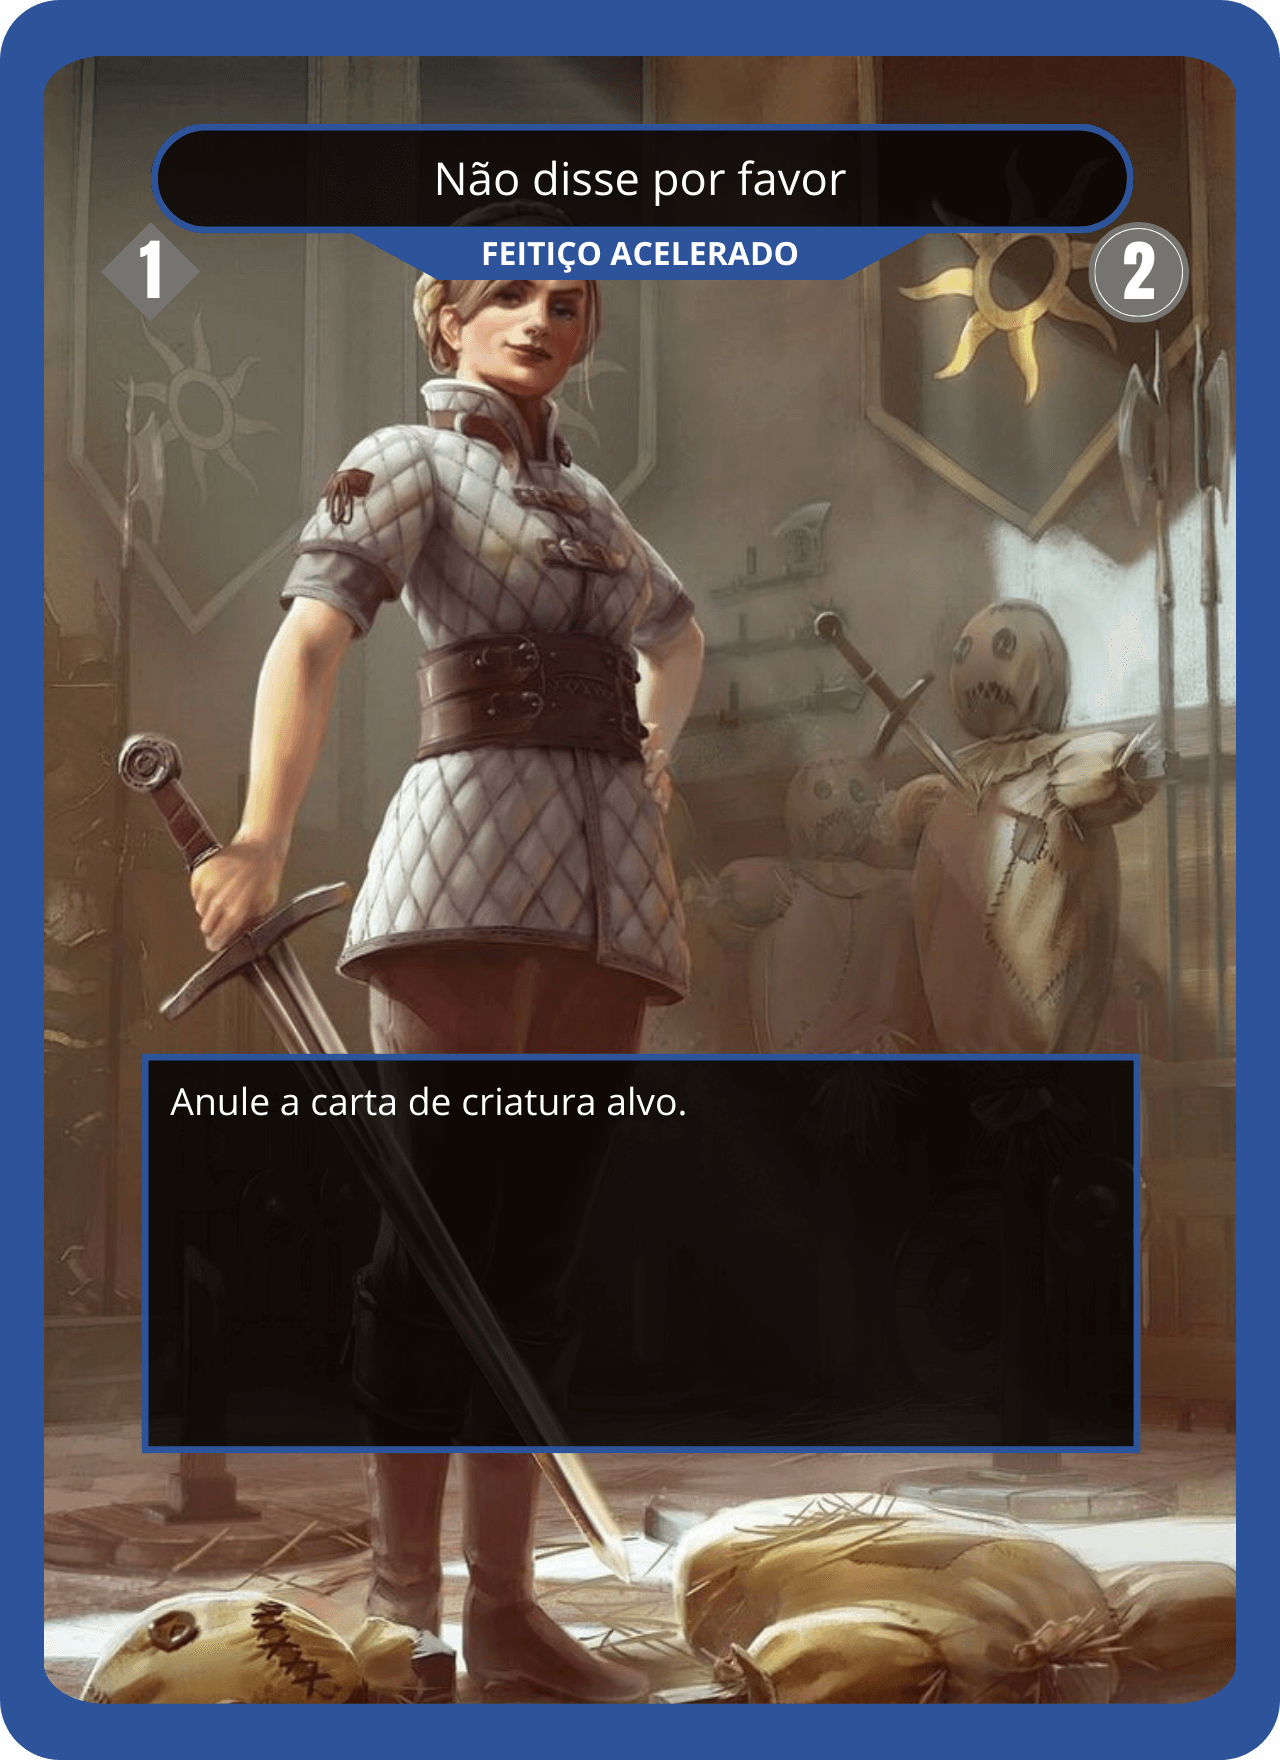 Não disse por favor
FEITIÇO ACELERADO
1
2
Anule a carta de criatura alvo.